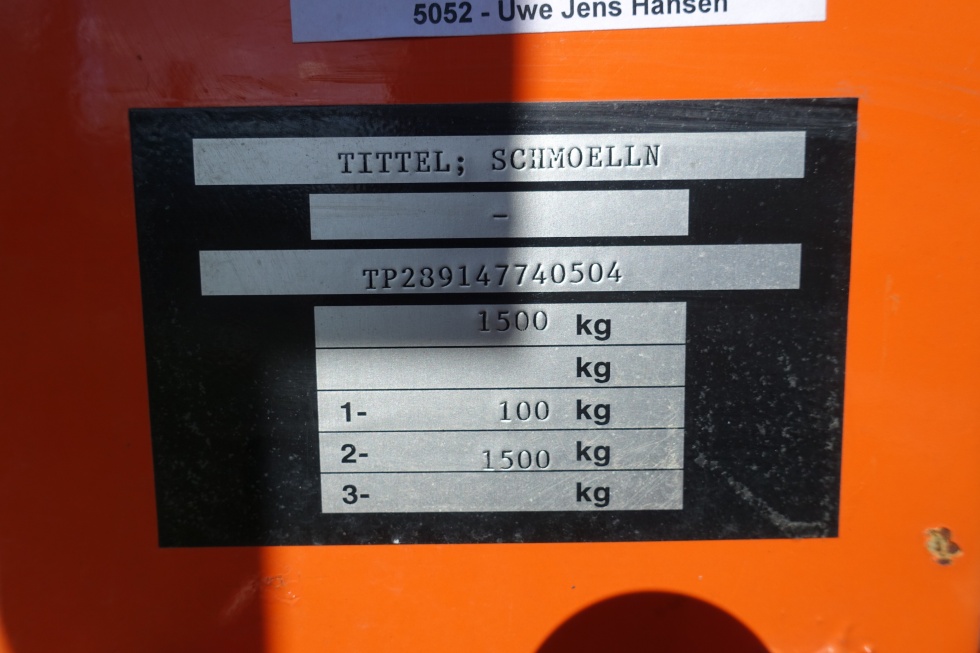 5052 - Uwe Jens Hansen
TITTEL; SCHMOELLN
-
TP289147740504
1500 kg
kg
1- 100 kg
2- 1500 kg
3- kg